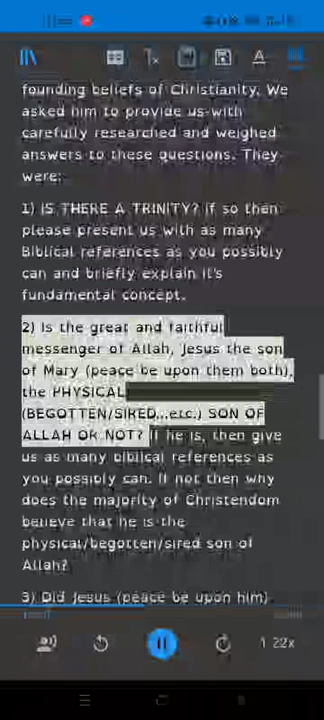 founding beliefs of Christianity. We
asked him to provide us with
carefully researched and weighed
answers to these questions. They
were:
1) IS THERE A TRINITY? If so then
please present us with as many
Biblical references as you possibly
can and briefly explain it's
fundamental concept.
2) Is the great and faithful
messenger of Allah, Jesus the son
of Mary (peace be upon them both),
the PHYSICAL
(BEGOTTEN/SIRED...etc.) SON OF
ALLAH OR NOT? If he is, then give
us as many biblical references as
you possibly can. If not then why
does the majority of Christendom
believe that he is the
physical/begotten/sired son of
Allah?
3) Did Jesus (peace be upon him)
1.22x